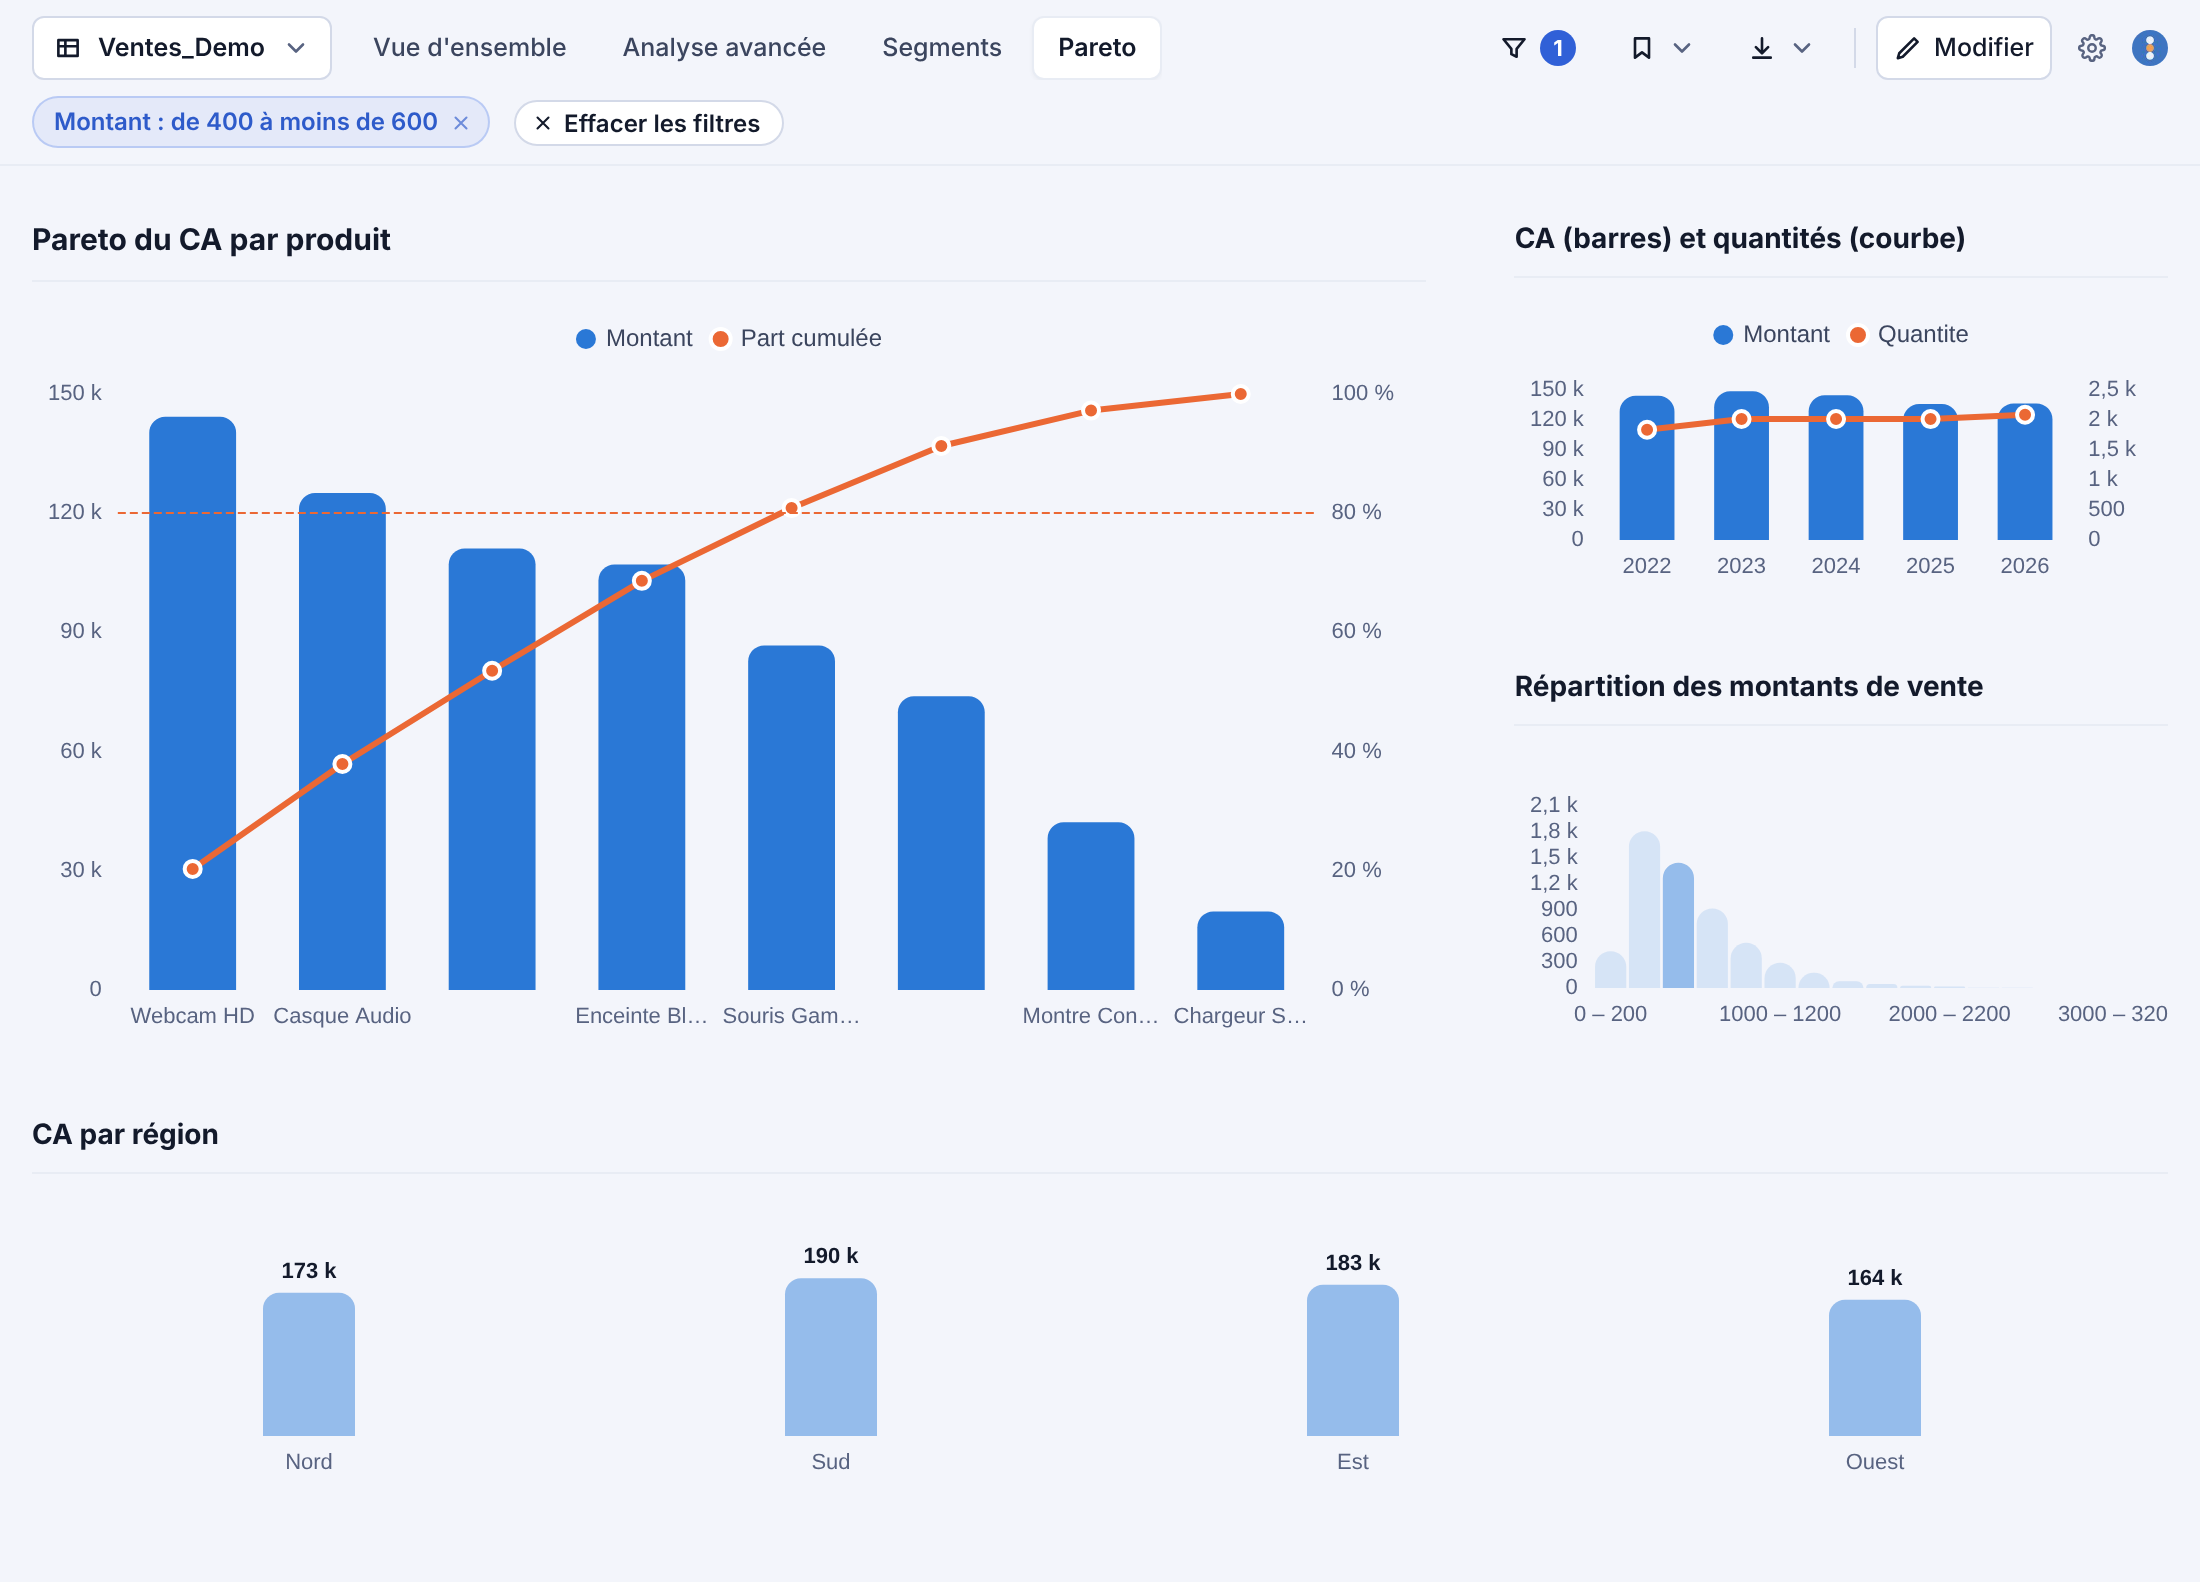 Ventes_Demo
Vue d'ensemble
Analyse avancée
Segments
Pareto
1
Modifier
Montant : de 400 à moins de 600
Effacer les filtres
Pareto du CA par produit
Montant
Part cumulée
150 k
120 k
90 k
60 k
30 k
0
100 %
80 %
60 %
40 %
20 %
0 %
Webcam HD
Casque Audio
Enceinte Bl…
Souris Gam…
Montre Con…
Chargeur S…
CA (barres) et quantités (courbe)
Montant
Quantite
150 k
120 k
90 k
60 k
30 k
0
2,5 k
2 k
1,5 k
1 k
500
0
2022
2023
2024
2025
2026
Répartition des montants de vente
2,1 k
1,8 k
1,5 k
1,2 k
900
600
300
0
0 – 200
1000 – 1200
2000 – 2200
3000 – 320
CA par région
173 k
190 k
183 k
164 k
Nord
Sud
Est
Ouest